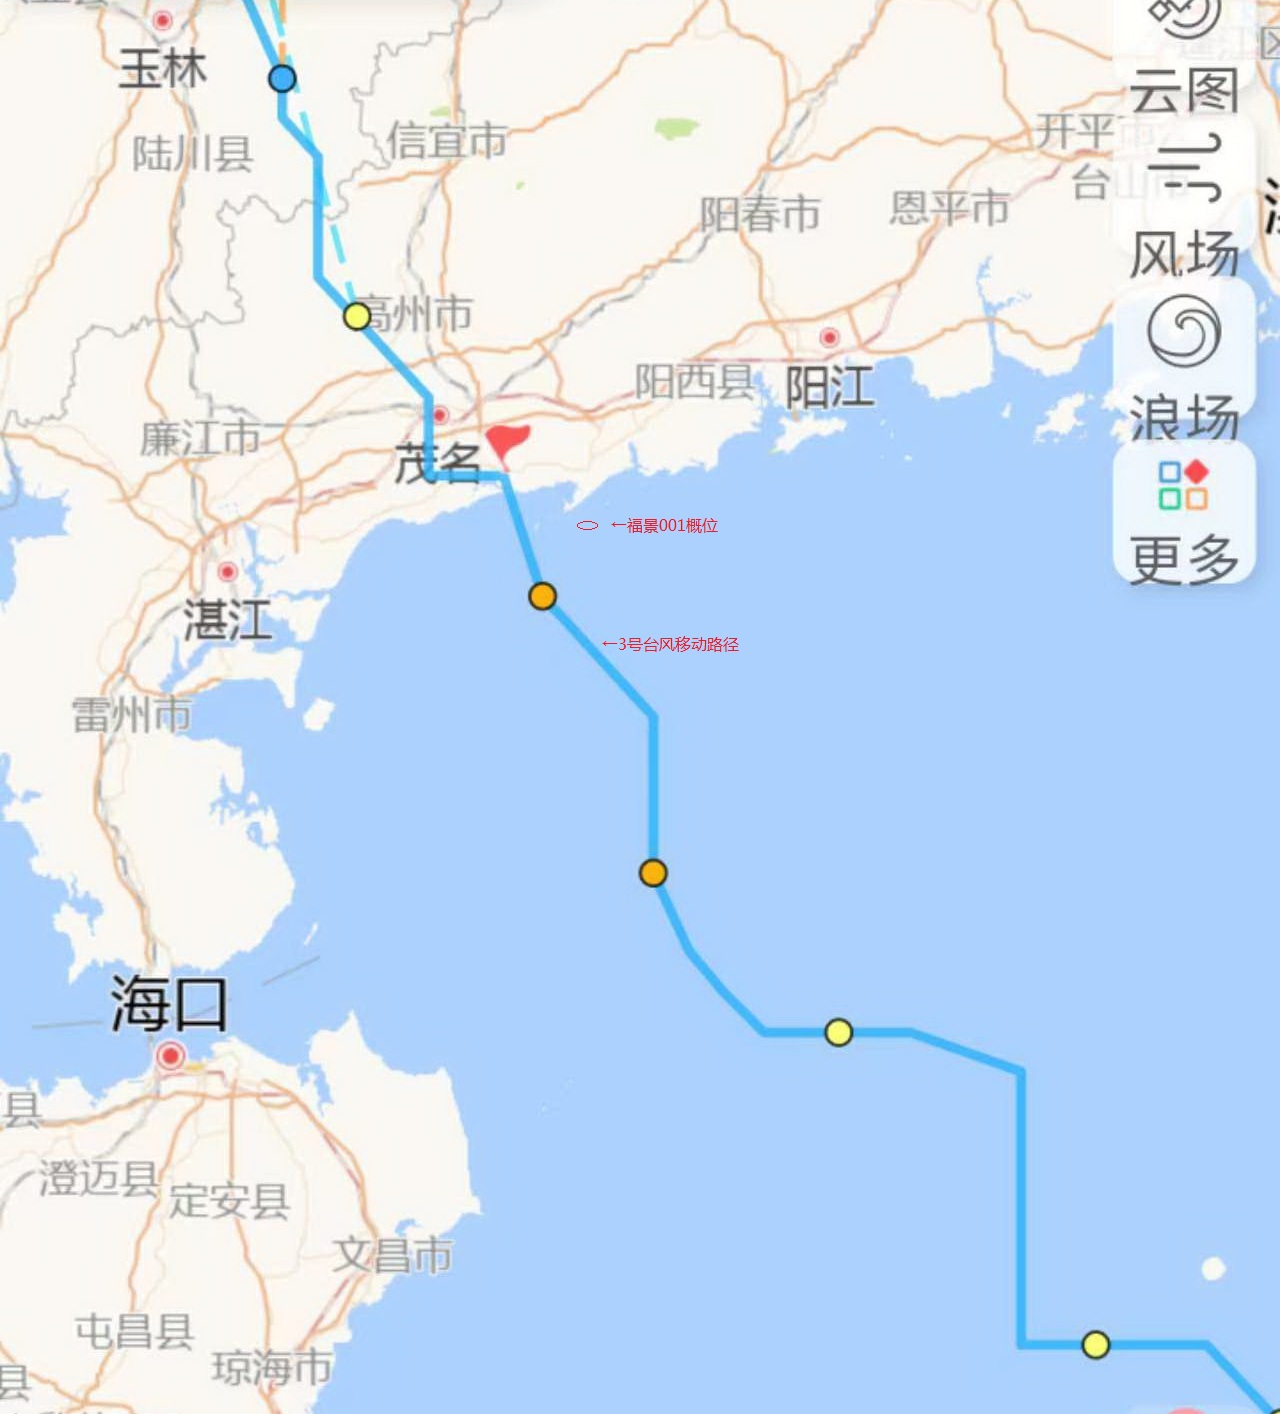 玉林
陆川县
信宜市
云图
开平市
台山市
阳春市
恩平市
风场
高州市
阳西县
阳江
浪场
廉江市
茂名
←福景001概位
更多
湛江
←3号台风移动路径
雷州市
海口
县
澄迈县
定安县
文昌市
屯昌县
琼海市
县